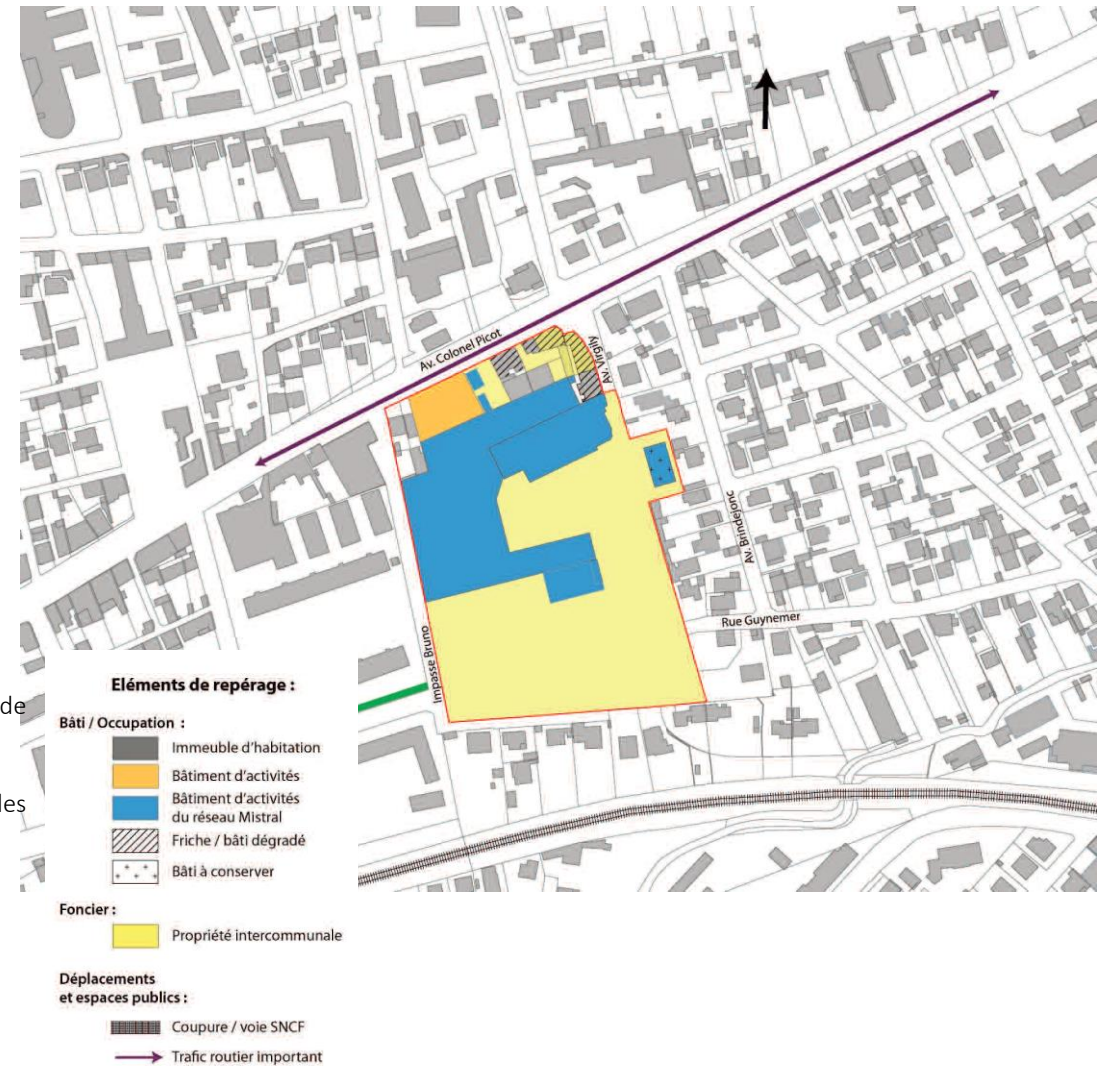 Av. Colonel Picot
Av. Virgily
Av. Brindejonc
Rue Guynemer
Impasse Bruno
de
des
Eléments de repérage :
Bâti / Occupation :
Immeuble d'habitation
Bâtiment d'activités
Bâtiment d'activités
du réseau Mistral
Friche / bâti dégradé
Bâti à conserver
Foncier :
Propriété intercommunale
Déplacements
et espaces publics :
Coupure / voie SNCF
Trafic routier important